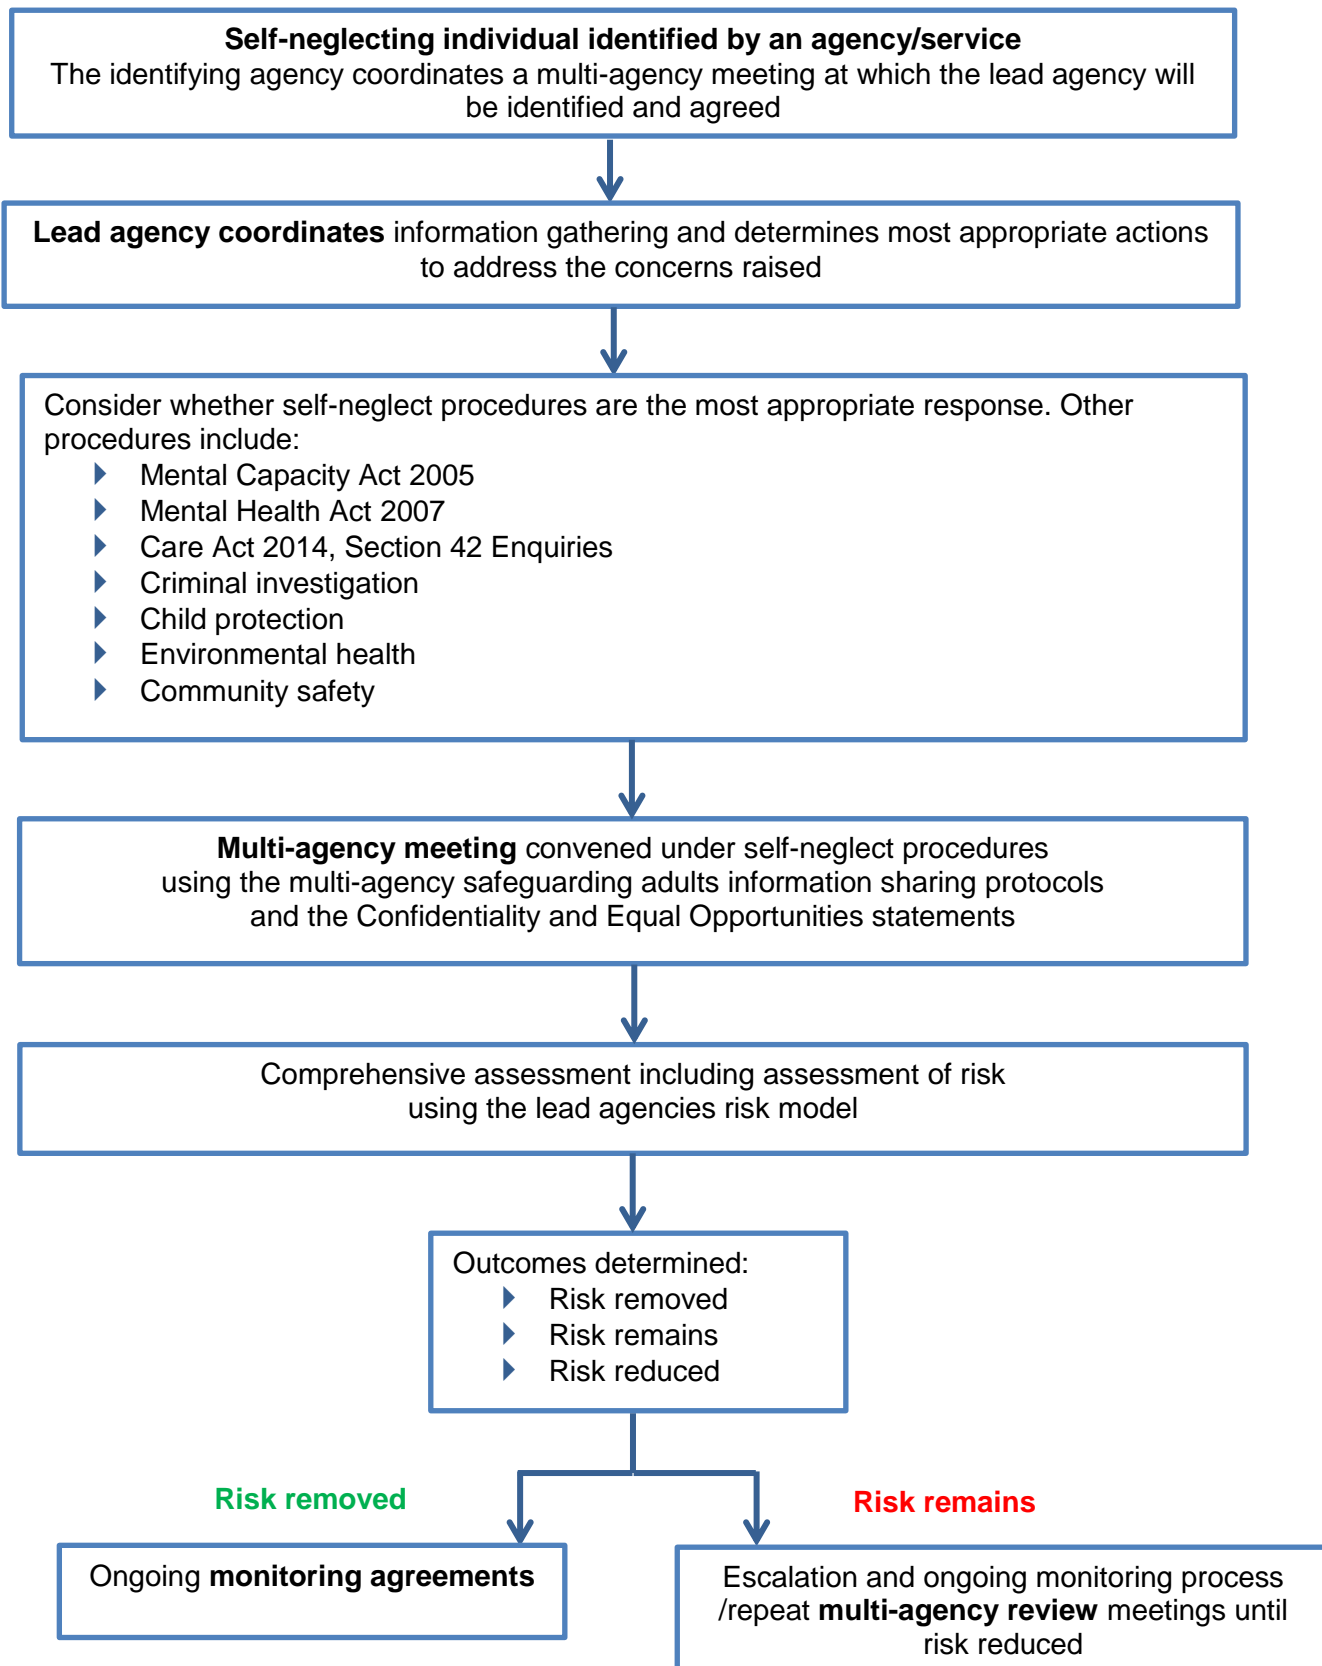 Self-neglecting individual identified by an agency/service
The identifying agency coordinates a multi-agency meeting at which the lead agency will
be identified and agreed
Lead agency coordinates information gathering and determines most appropriate actions
to address the concerns raised
Consider whether self-neglect procedures are the most appropriate response. Other
procedures include:
Mental Capacity Act 2005
Mental Health Act 2007
Care Act 2014, Section 42 Enquiries
Criminal investigation
Child protection
Environmental health
Community safety
Multi-agency meeting convened under self-neglect procedures
using the multi-agency safeguarding adults information sharing protocols
and the Confidentiality and Equal Opportunities statements
Comprehensive assessment including assessment of risk
using the lead agencies risk model
Outcomes determined:
Risk removed
Risk remains
Risk reduced
Risk removed
Risk remains
Ongoing monitoring agreements
Escalation and ongoing monitoring process
/repeat multi-agency review meetings until
risk reduced